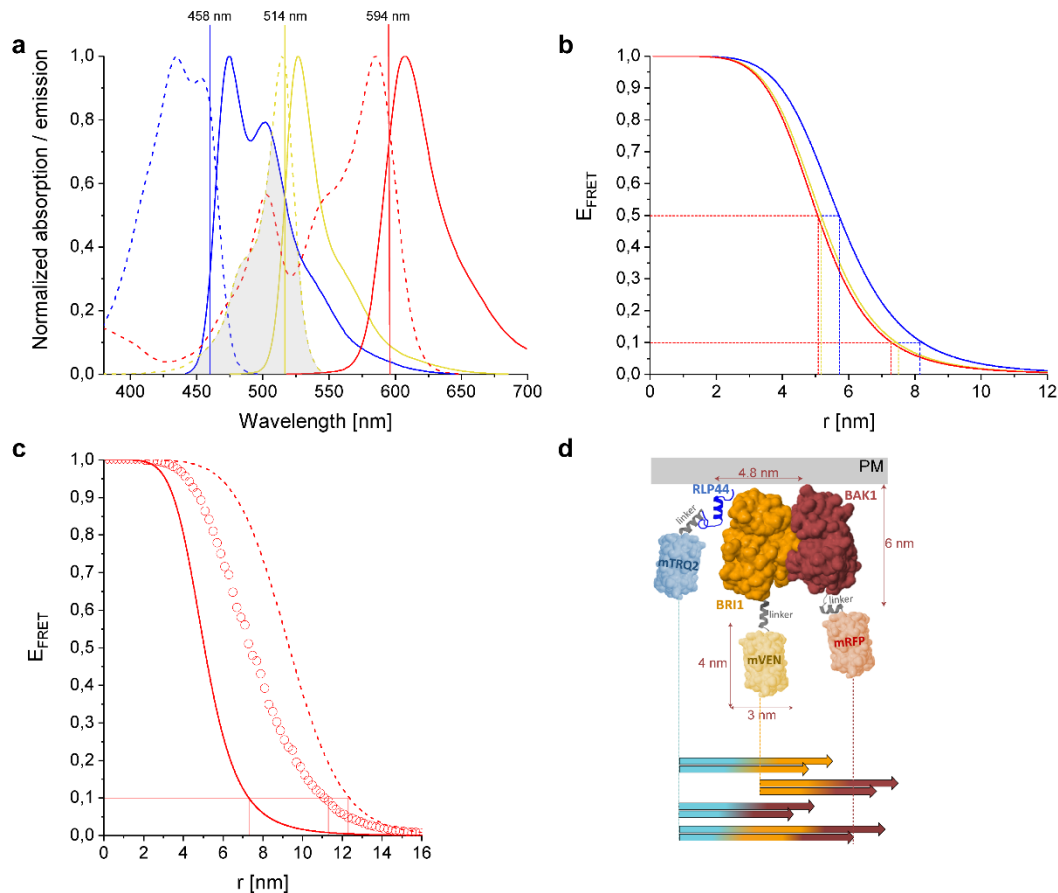 458 nm
514 nm
594 nm
a
1,0
0,8
0,6
0,4
0,2
0,0
Normalized absorption / emission
400
450
500
550
600
650
700
Wavelength [nm]
b
1,0
0,9
0,8
0,7
0,6
0,5
0,4
0,3
0,2
0,1
0,0
EFRET
0
2
4
6
8
10
12
r [nm]
c
1,0
0,9
0,8
0,7
0,6
0,5
0,4
0,3
0,2
0,1
0,0
EFRET
0
2
4
6
8
10
12
14
16
r [nm]
d
PM
4.8 nm
RLP44
BAK1
linker
6 nm
mTRQ2
BRI1
linker
linker
mVEN
mRFP
4 nm
3 nm